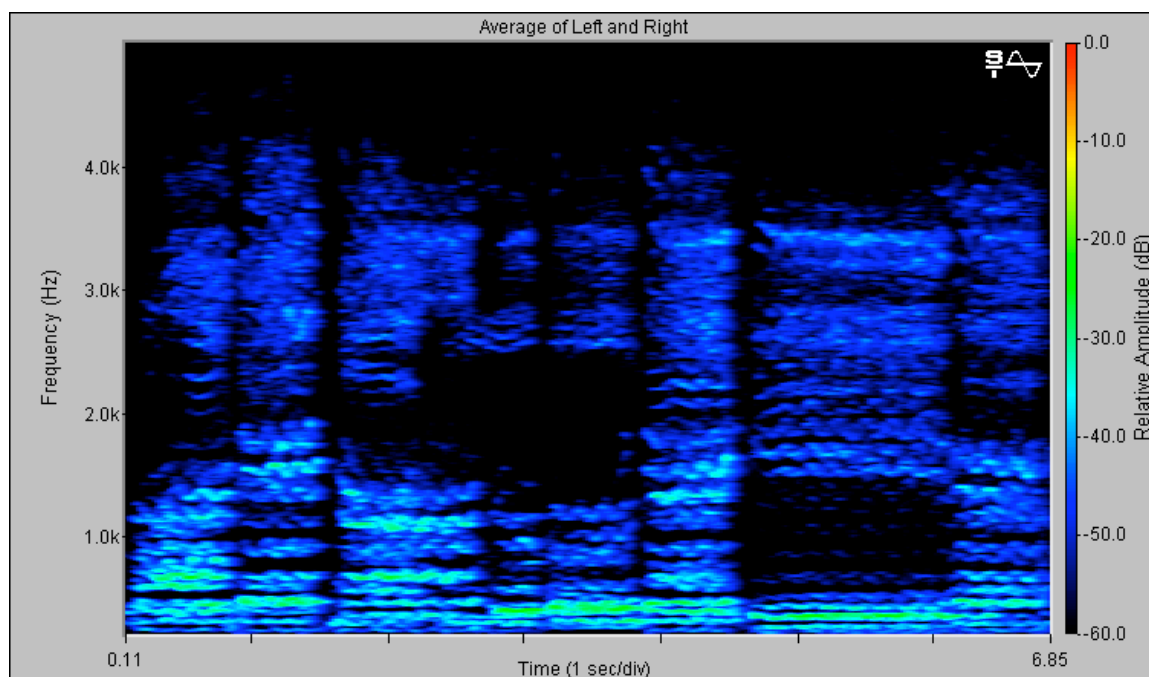 Average of Left and Right
S
I
0.0
-10.0
-20.0
-30.0
-40.0
-50.0
-60.0
Relative Amplitude (dB)
4.0k
3.0k
2.0k
1.0k
Frequency (Hz)
0.11
Time (1 sec/div)
6.85